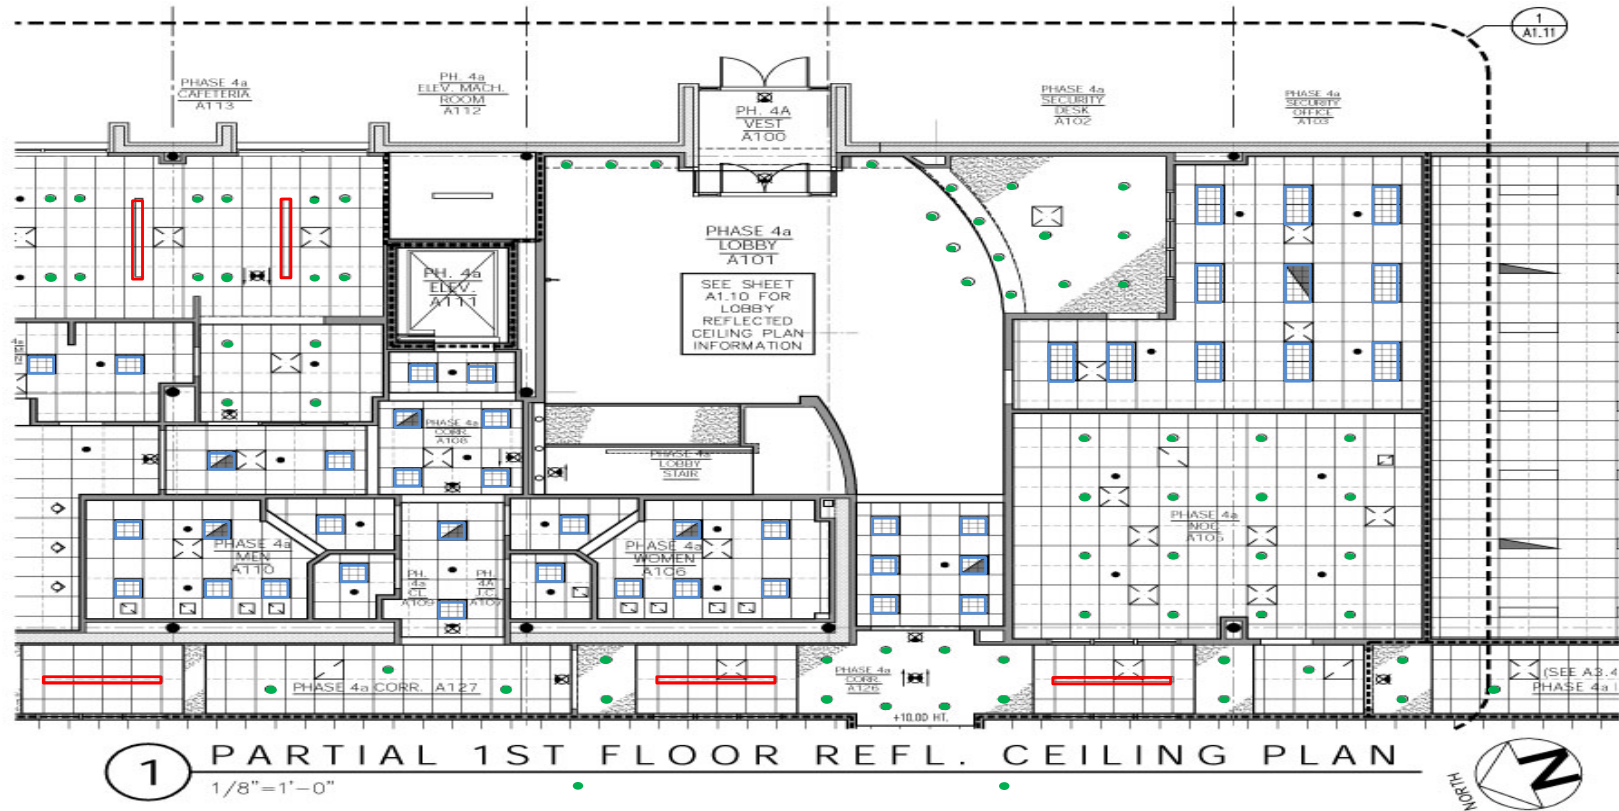 1
A1.11
PHASE 4a
CAFETERIA
A113
PH. 4a
ELEV. MACH.
ROOM
A112
PH. 4A
VEST
A100
PHASE 4a
SECURITY
DESK
A102
PHASE 4a
SECURITY
OFFICE
A103
PHASE 4a
LOBBY
A101
SEE SHEET
A1.10 FOR
LOBBY
REFLECTED
CEILING PLAN
INFORMATION
PH. 4a
ELEV.
A111
PHASE 4a
CORR.
A108
PHASE 4a
LOBBY
STAIR
PHASE 4a
NOC
A105
PHASE 4a
MEN
A110
PH.
4a
CL.
A109
PH.
4A
J.C.
A107
PHASE 4a
WOMEN
A106
PHASE 4a CORR. A127
PHASE 4a
CORR.
A126
+10.00 HT.
(SEE A3.4
PHASE 4a
1 PARTIAL 1ST FLOOR REFL. CEILING PLAN
1/8"=1'-0"
NORTH
N